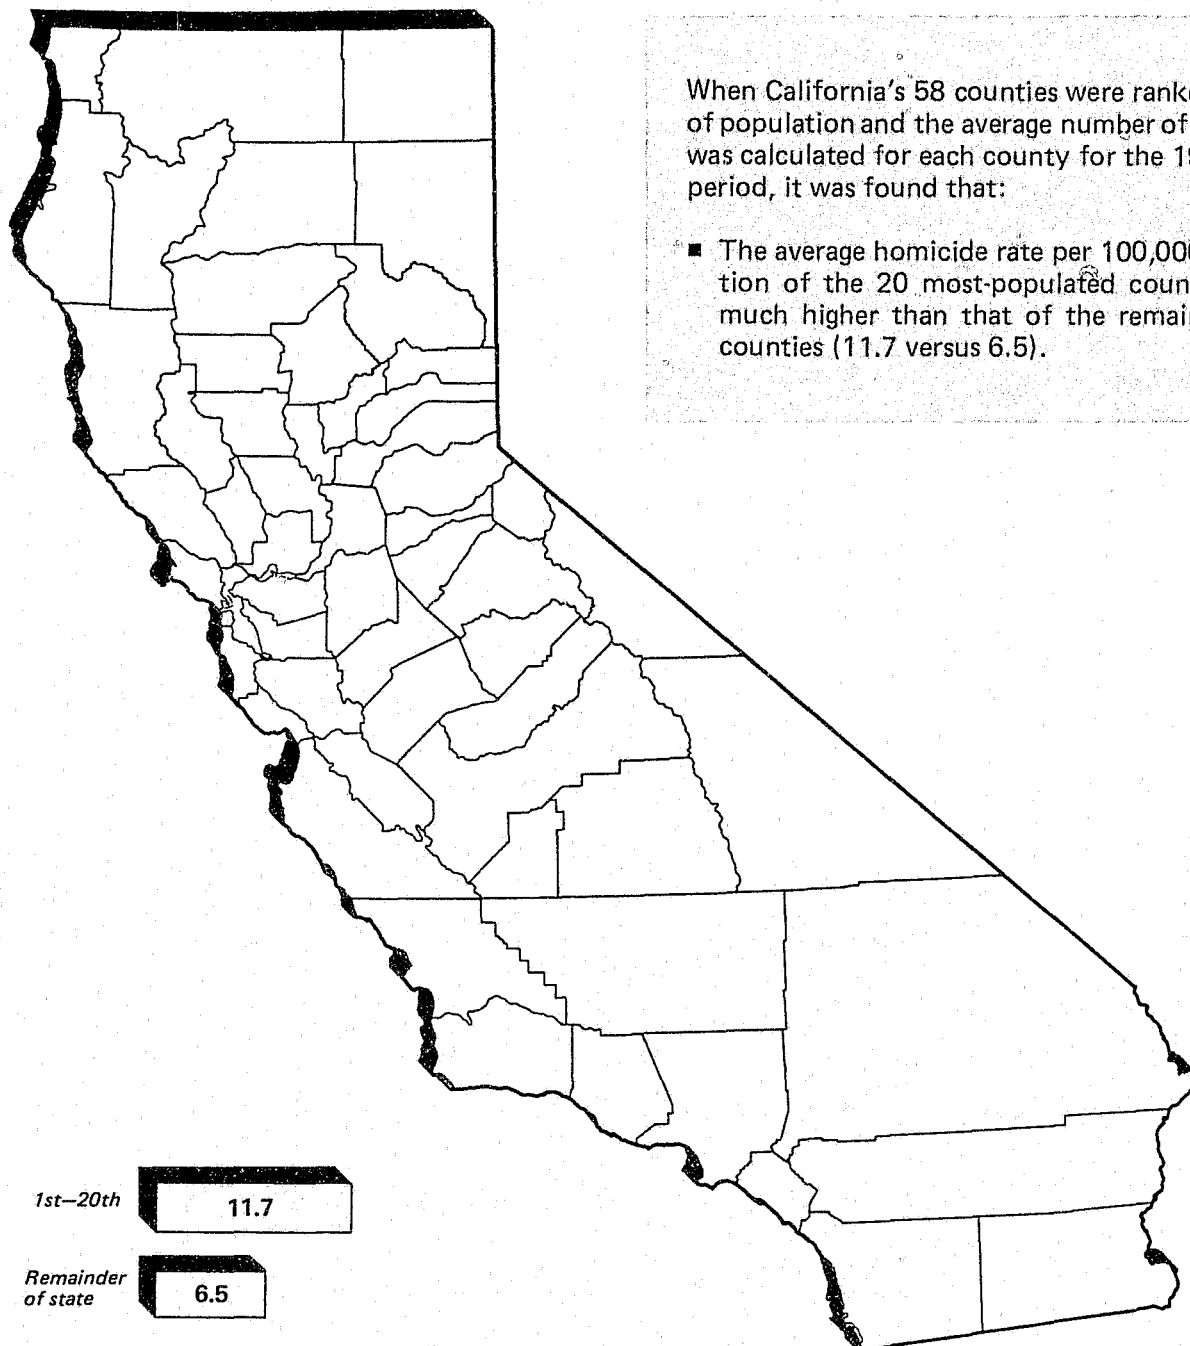 When California's 58 counties were ranke
of population and the average number of
was calculated for each county for the 19
period, it was found that:
■ The average homicide rate per 100,000
tion of the 20 most-populated coun
much higher than that of the remai
counties (11.7 versus 6.5).
1st–20th
11.7
Remainder
of state
6.5